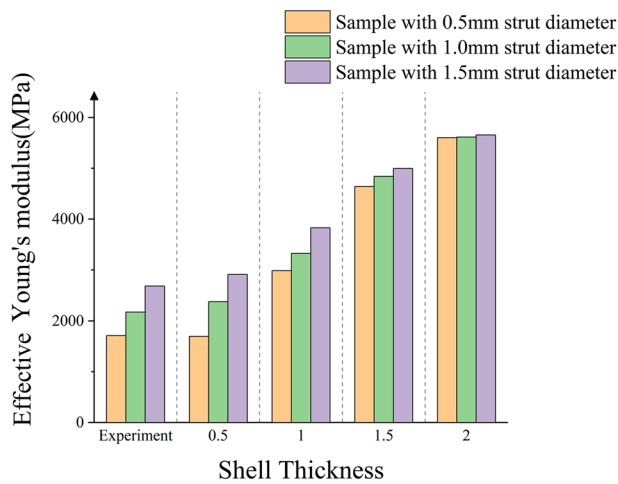 Sample with 0.5mm strut diameter
Sample with 1.0mm strut diameter
Sample with 1.5mm strut diameter
Effective Young's modulus(MPa)
6000
4000
2000
0
Experiment 0.5 1 1.5 2
Shell Thickness